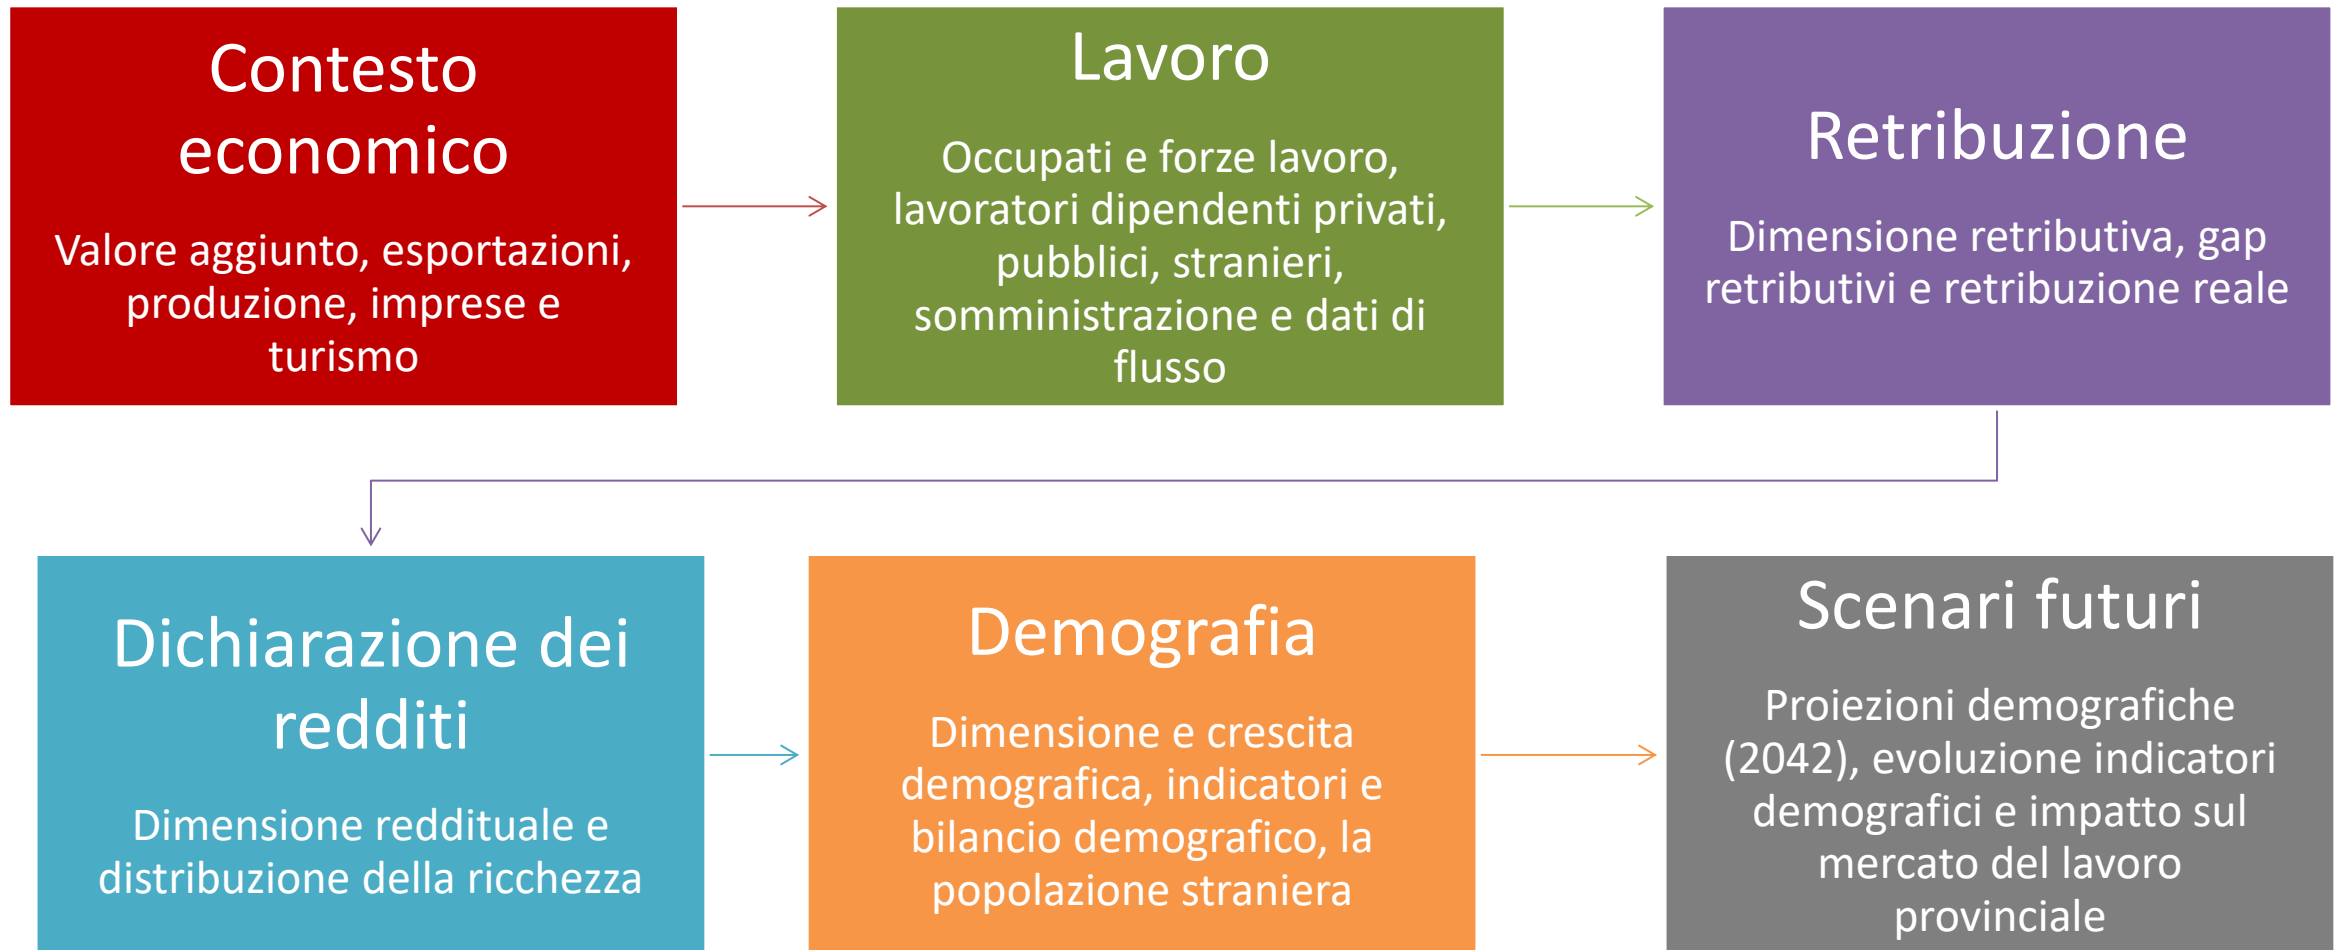 Contesto
economico
Valore aggiunto, esportazioni,
produzione, imprese e
turismo
Lavoro
Occupati e forze lavoro,
lavoratori dipendenti privati,
pubblici, stranieri,
somministrazione e dati di
flusso
Retribuzione
Dimensione retributiva, gap
retributivi e retribuzione reale
Dichiarazione dei
redditi
Dimensione reddituale e
distribuzione della ricchezza
Demografia
Dimensione e crescita
demografica, indicatori e
bilancio demografico, la
popolazione straniera
Scenari futuri
Proiezioni demografiche
(2042), evoluzione indicatori
demografici e impatto sul
mercato del lavoro
provinciale